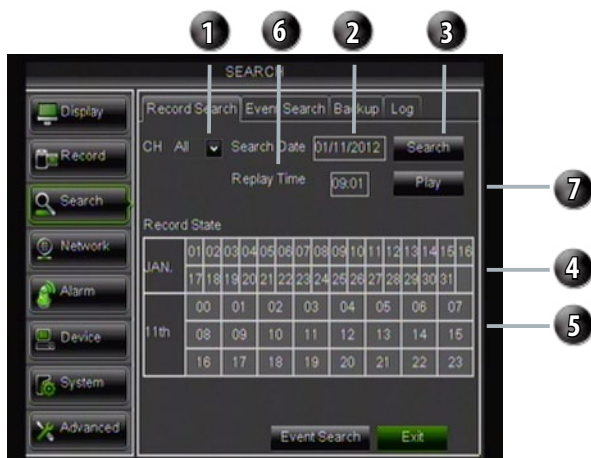 1 6 2 3
SEARCH
Display
Record
Search
Network
Alarm
Device
System
Advanced
Record Search Event Search Backup Log
CH All Search Date 01/11/2012 Search
Replay Time 09:01 Play
7
Record State
JAN.
01 02 03 04 05 06 07 08 09 10 11 12 13 14 15 16
17 18 19 20 21 22 23 24 25 26 27 28 29 30 31
4
11th
00 01 02 03 04 05 06 07
5
08 09 10 11 12 13 14 15
16 17 18 19 20 21 22 23
Event Search Exit